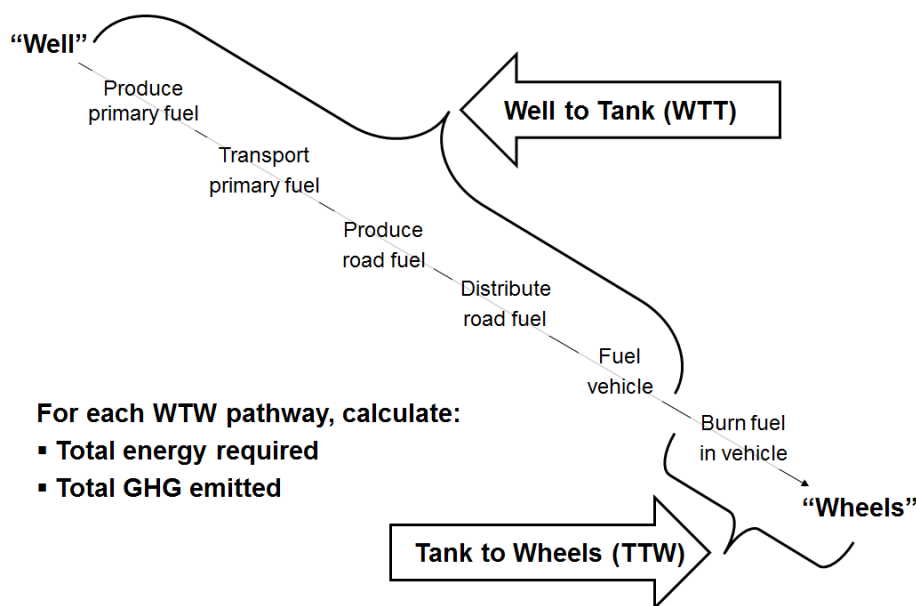 “Well”
Produce
primary fuel
Well to Tank (WTT)
Transport
primary fuel
Produce
road fuel
Distribute
road fuel
Fuel
vehicle
For each WTW pathway, calculate:
▪ Total energy required
▪ Total GHG emitted
Burn fuel
in vehicle
“Wheels”
Tank to Wheels (TTW)